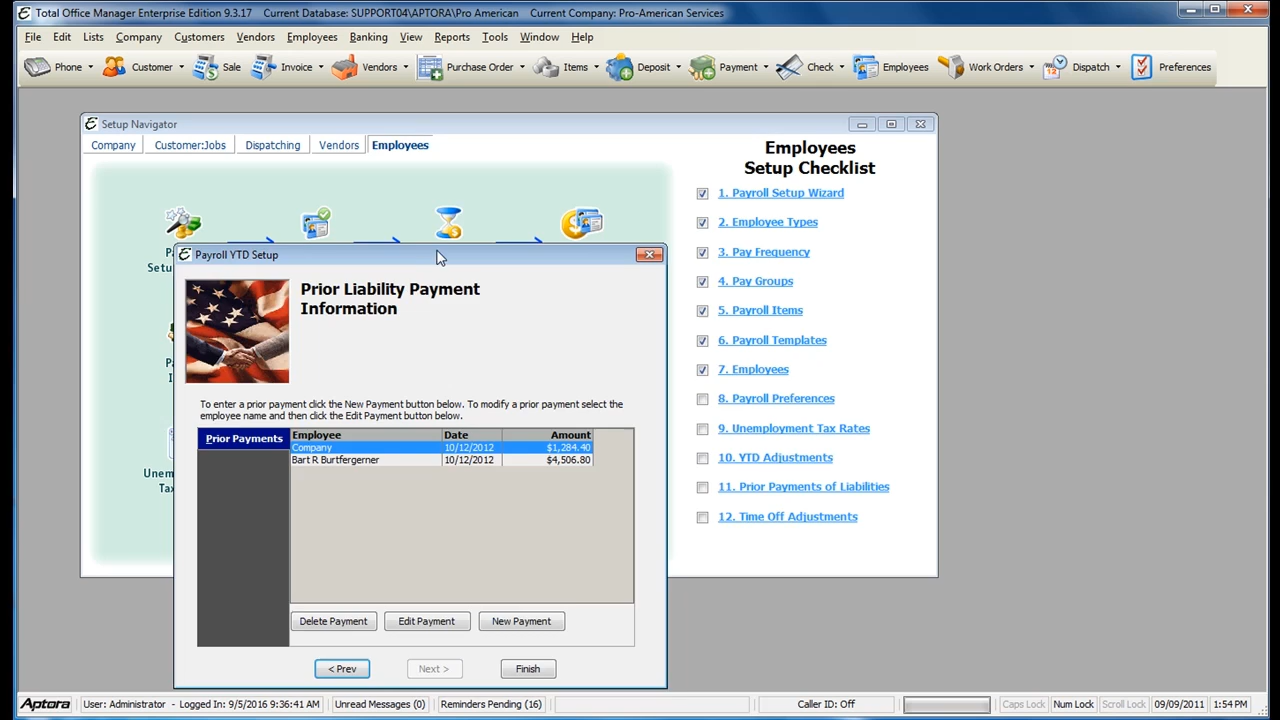 Total Office Manager Enterprise Edition 9.3.17 Current Database: SUPPORT04\APTORA\Pro American Current Company: Pro-American Services
File Edit Lists Company Customers Vendors Employees Banking View Reports Tools Window Help
Phone Customer Sale Invoice Vendors Purchase Order Items Deposit Payment Check Employees Work Orders Dispatch Preferences
Setup Navigator
Company Customer:Jobs Dispatching Vendors Employees
Employees
Setup Checklist
1. Payroll Setup Wizard
2. Employee Types
3. Pay Frequency
4. Pay Groups
5. Payroll Items
6. Payroll Templates
7. Employees
8. Payroll Preferences
9. Unemployment Tax Rates
10. YTD Adjustments
11. Prior Payments of Liabilities
12. Time Off Adjustments
Setu
Unem
Tax
Payroll YTD Setup
Prior Liability Payment
Information
To enter a prior payment click the New Payment button below. To modify a prior payment select the
employee name and then click the Edit Payment button below.
Prior Payments
Employee Date Amount
Company 10/12/2012 $1,284.40
Bart R Burtfergerner 10/12/2012 $4,506.80
Delete Payment Edit Payment New Payment
< Prev Next > Finish
Aptora User: Administrator - Logged In: 9/5/2016 9:36:41 AM Unread Messages (0) Reminders Pending (16) Caller ID: Off Caps Lock Num Lock Scroll Lock 09/09/2011 1:54 PM